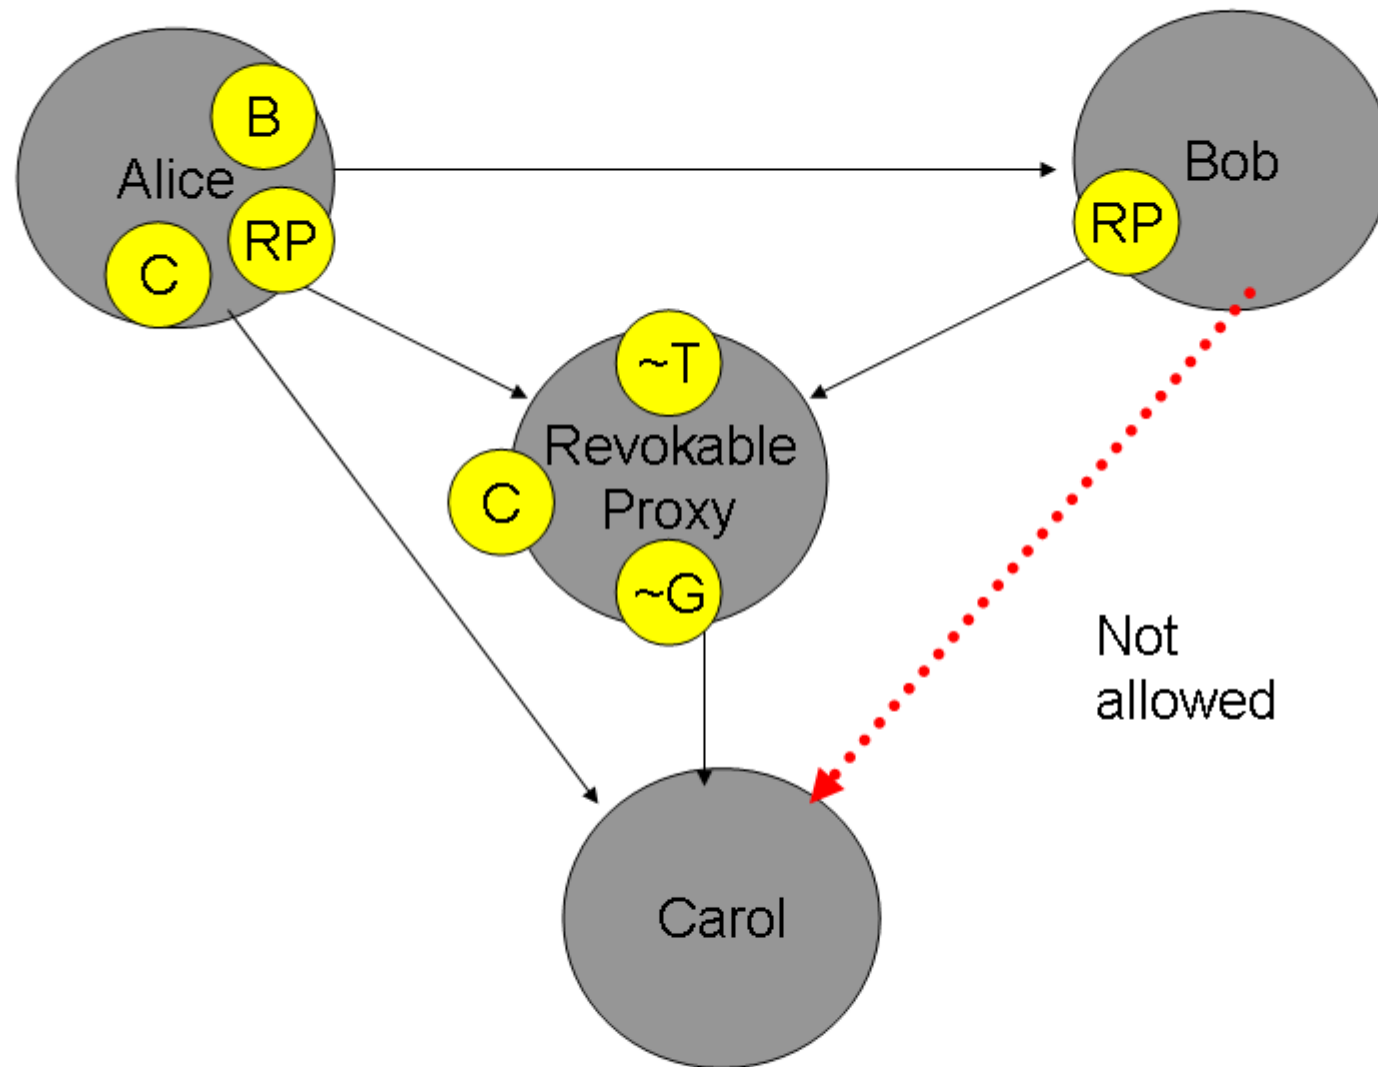 B
Alice
RP
C
Bob
RP
~T
Revokable
Proxy
C
~G
Not
allowed
Carol